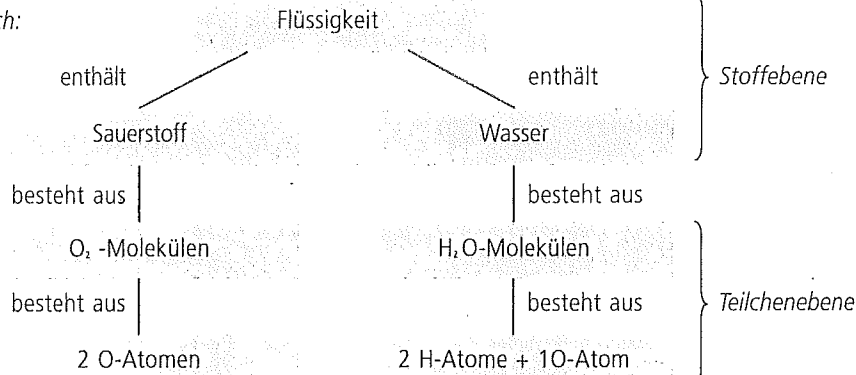 ch:
Flüssigkeit
enthält enthält Stoffebene
Sauerstoff Wasser
besteht aus besteht aus
O₂ -Molekülen H₂O-Molekülen
besteht aus besteht aus Teilchenebene
2 O-Atomen 2 H-Atome + 1O-Atom